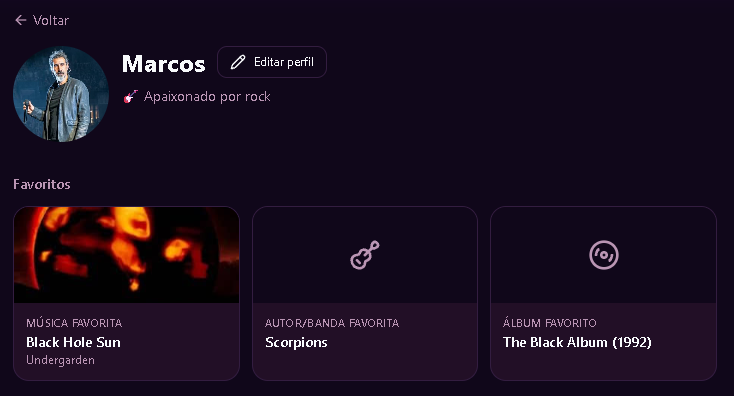 Voltar
Marcos
Editar perfil
Apaixonado por rock
Favoritos
MÚSICA FAVORITA
Black Hole Sun
Undergarden
AUTOR/BANDA FAVORITA
Scorpions
ÁLBUM FAVORITO
The Black Album (1992)